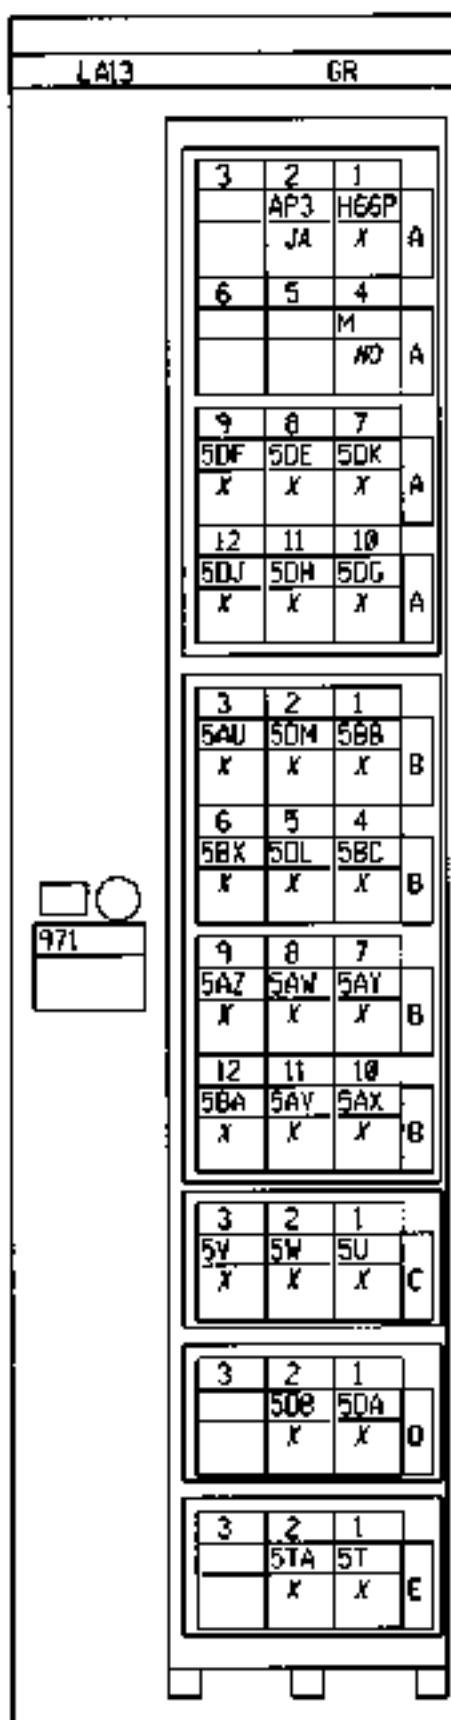 LA13 GR
3 2 1
AP3 H66P
JA X A
6 5 4
M
NO A
9 8 7
5DF 5DE 5DK
X X X A
12 11 10
5DJ 5DH 5DG
X X X A
3 2 1
5AU 5DM 5BB
X X X B
6 5 4
5BX 5DL 5BC
X X X B
971
9 8 7
5AZ 5AW 5AY
X X X B
12 11 10
5BA 5AV 5AX
X X X B
3 2 1
5V 5W 5U
X X X C
3 2 1
5DB 5DA
X X D
3 2 1
5TA 5T
X X E